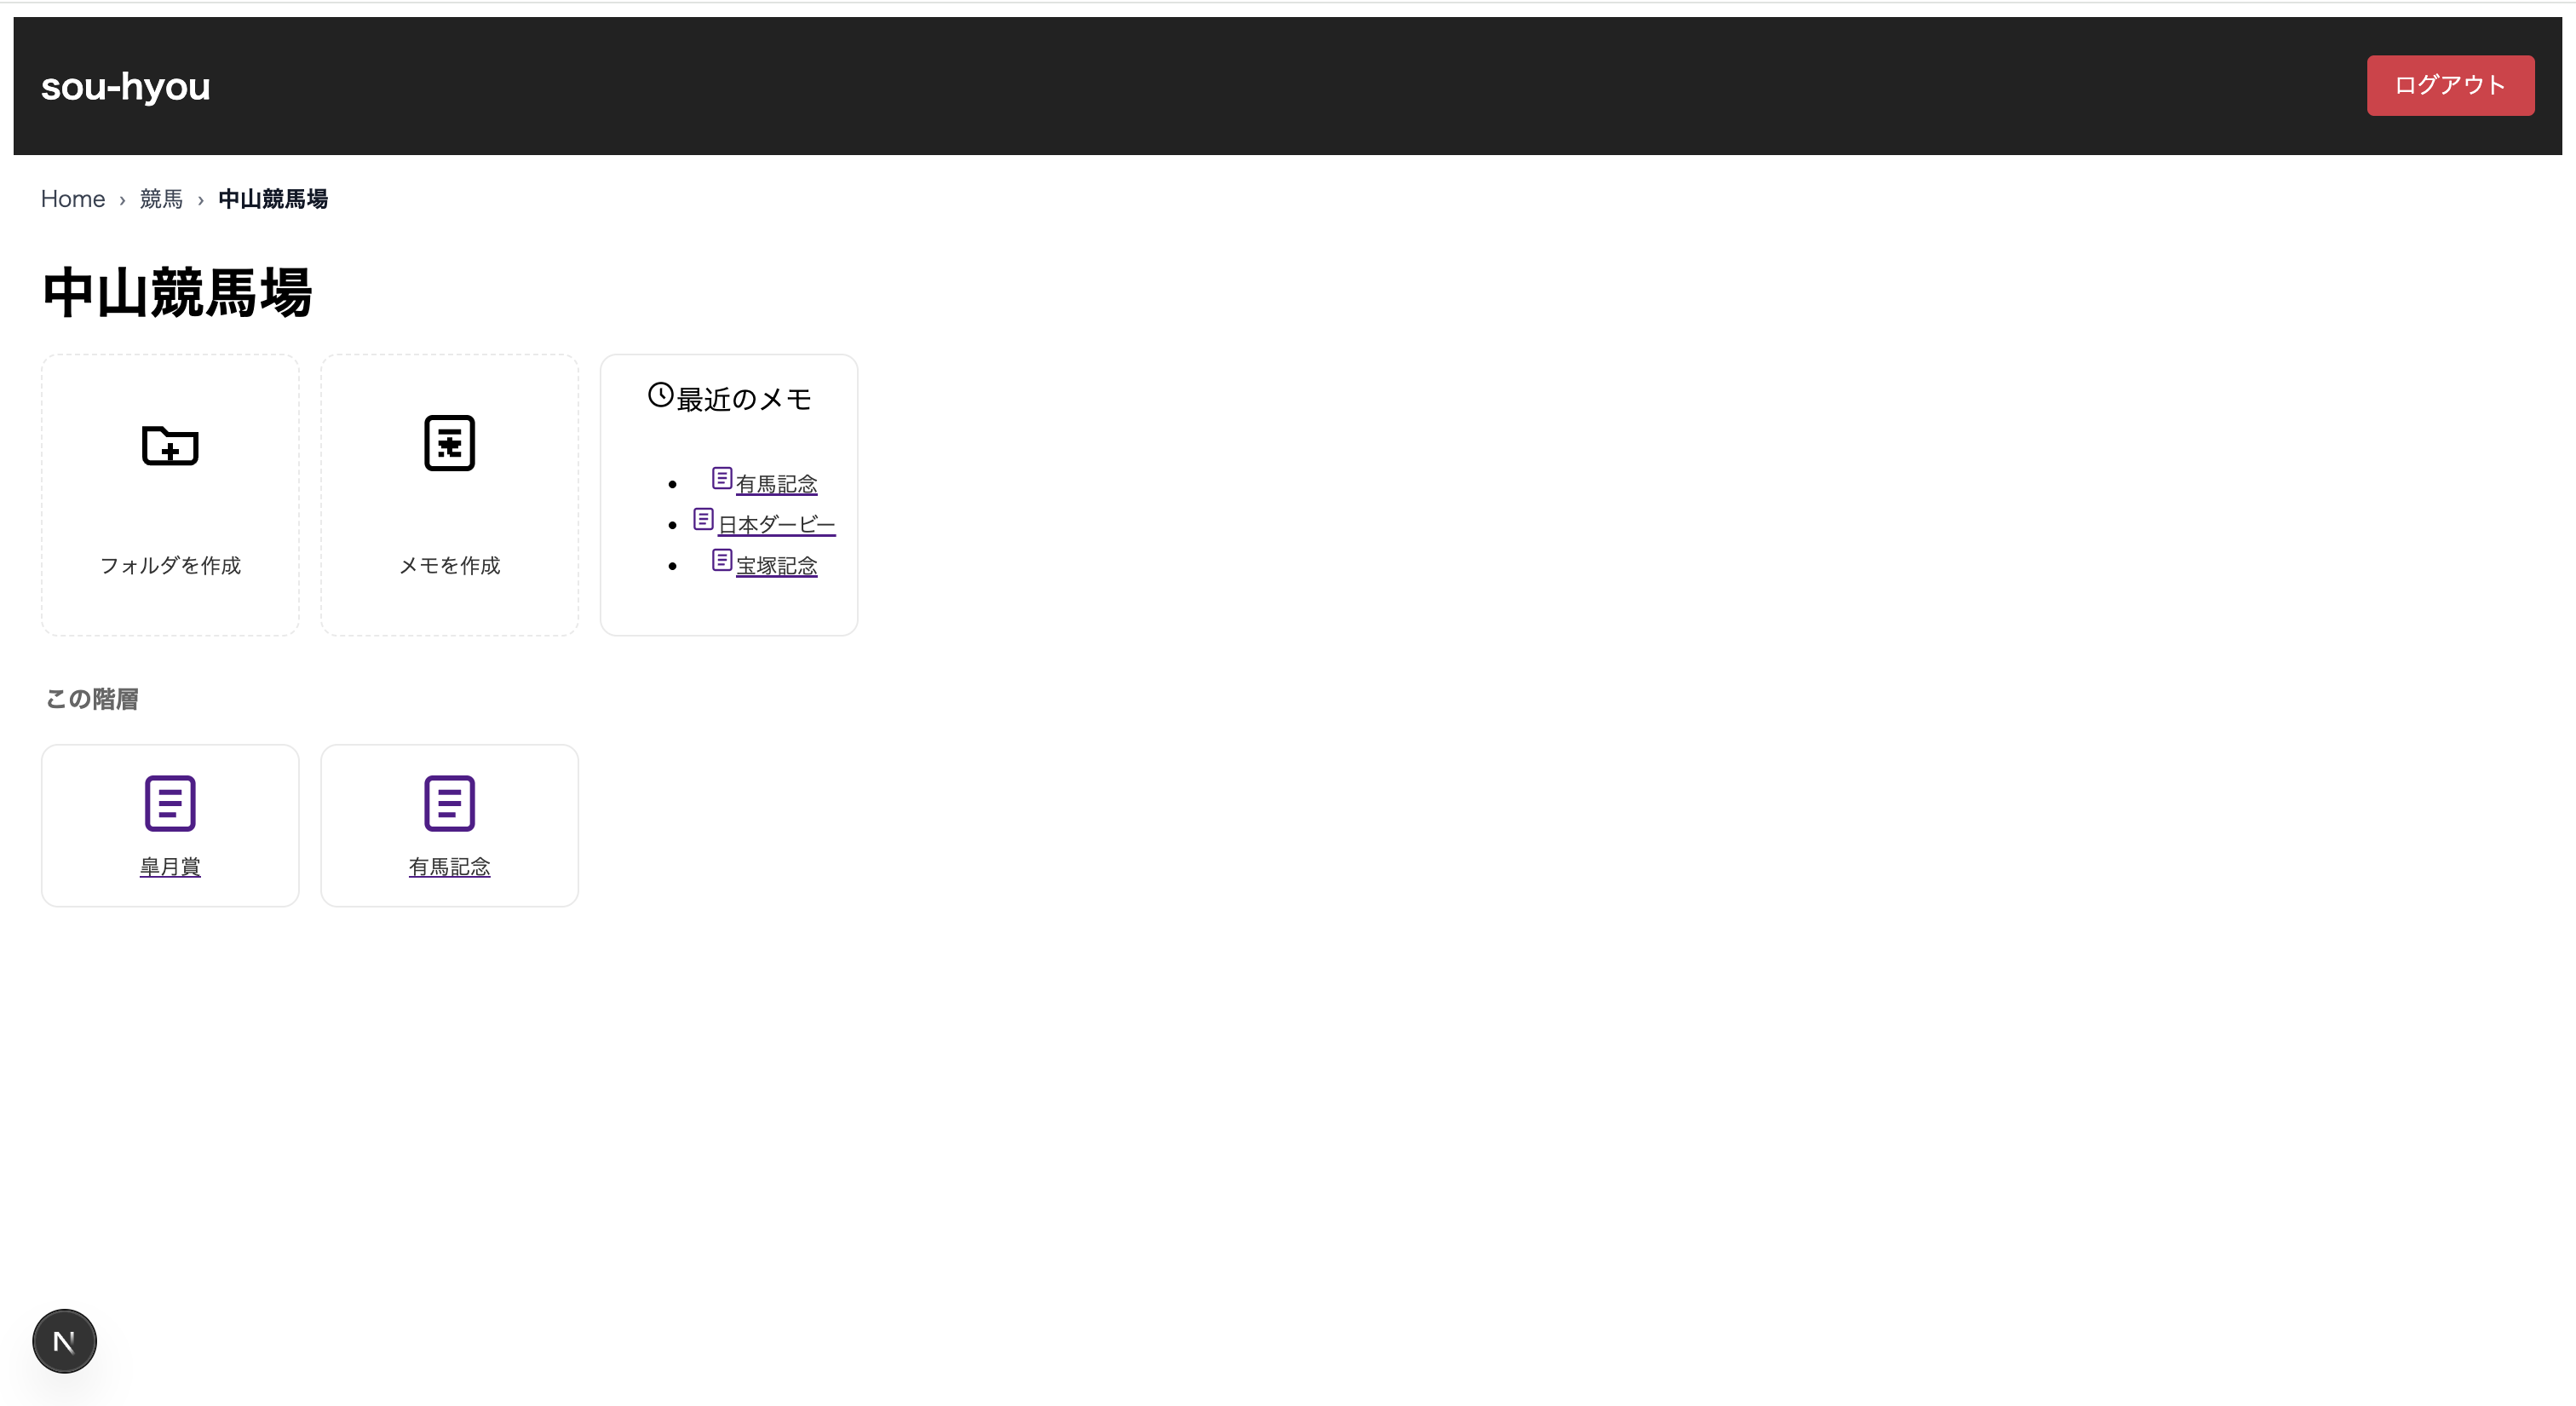 sou-hyou
ログアウト
Home › 競馬 › 中山競馬場
中山競馬場
フォルダを作成
メモを作成
最近のメモ
• 有馬記念
• 日本ダービー
• 宝塚記念
この階層
皐月賞
有馬記念
N